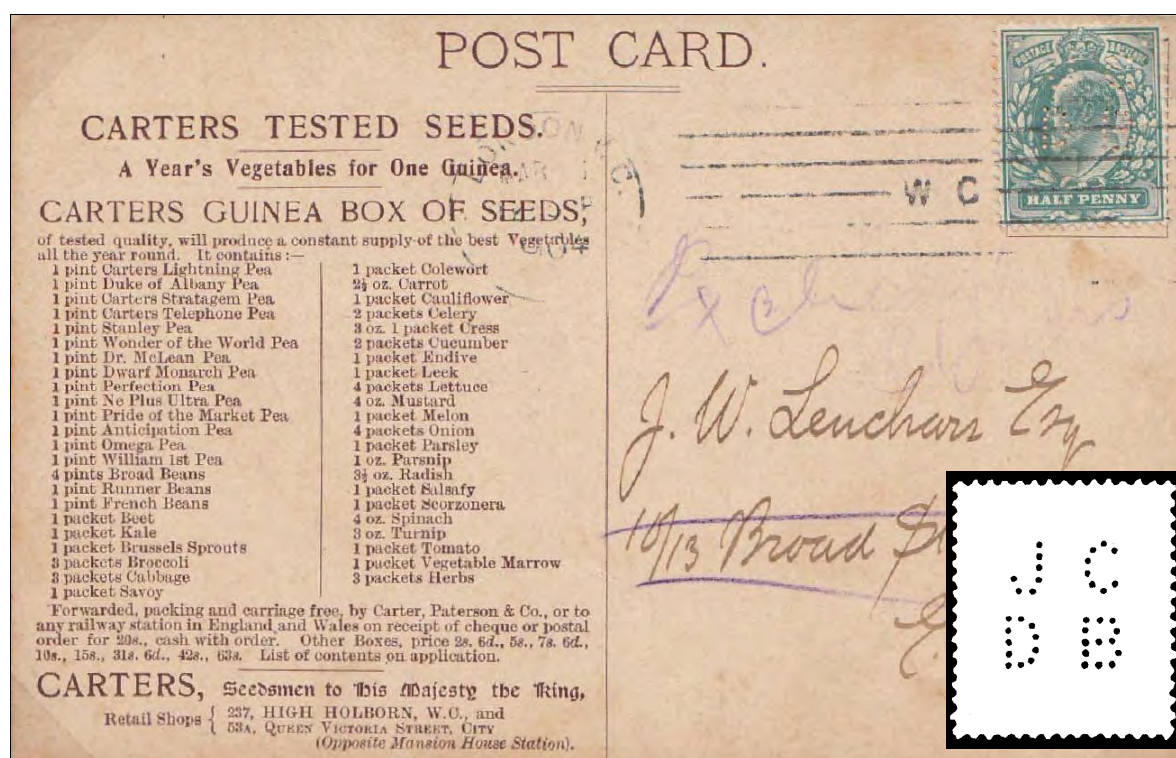 POST CARD.
CARTERS TESTED SEEDS.
A Year's Vegetables for One Guinea.
CARTERS GUINEA BOX OF SEEDS,
of tested quality, will produce a constant supply of the best Vegetables
all the year round. It contains :—
1 pint Carters Lightning Pea
1 pint Duke of Albany Pea
1 pint Carters Stratagem Pea
1 pint Carters Telephone Pea
1 pint Stanley Pea
1 pint Wonder of the World Pea
1 pint Dr. McLean Pea
1 pint Dwarf Monarch Pea
1 pint Perfection Pea
1 pint Ne Plus Ultra Pea
1 pint Pride of the Market Pea
1 pint Anticipation Pea
1 pint Omega Pea
1 pint William 1st Pea
4 pints Broad Beans
1 pint Runner Beans
1 pint French Beans
1 packet Beet
1 packet Kale
1 packet Brussels Sprouts
3 packets Broccoli
3 packets Cabbage
1 packet Savoy
1 packet Colewort
2½ oz. Carrot
1 packet Cauliflower
2 packets Celery
3 oz. 1 packet Cress
2 packets Cucumber
1 packet Endive
1 packet Leek
4 packets Lettuce
4 oz. Mustard
1 packet Melon
4 packets Onion
1 packet Parsley
1 oz. Parsnip
3½ oz. Radish
1 packet Salsafy
1 packet Scorzonera
4 oz. Spinach
3 oz. Turnip
1 packet Tomato
1 packet Vegetable Marrow
3 packets Herbs
Forwarded, packing and carriage free, by Carter, Paterson & Co., or to
any railway station in England and Wales on receipt of cheque or postal
order for 20s., cash with order. Other Boxes, price 2s. 6d., 5s., 7s. 6d.,
10s., 15s., 31s. 6d., 42s., 63s. List of contents on application.
CARTERS, Seedsmen to His Majesty the King,
Retail Shops { 237, HIGH HOLBORN, W.C., and
53A, QUEEN VICTORIA STREET, CITY
(Opposite Mansion House Station).
LONDON W.C.
MAR
W C
POSTAGE REVENUE
HALF PENNY
J. W. Esq
10/13 Broad
J C
D B